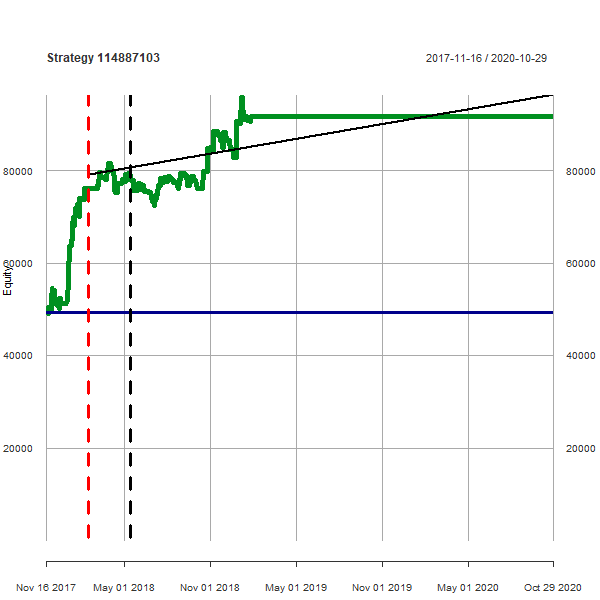 Strategy 114887103
2017-11-16 / 2020-10-29
80000
80000
60000
60000
Equity
40000
40000
20000
20000
Nov 16 2017
May 01 2018
Nov 01 2018
May 01 2019
Nov 01 2019
May 01 2020
Oct 29 2020